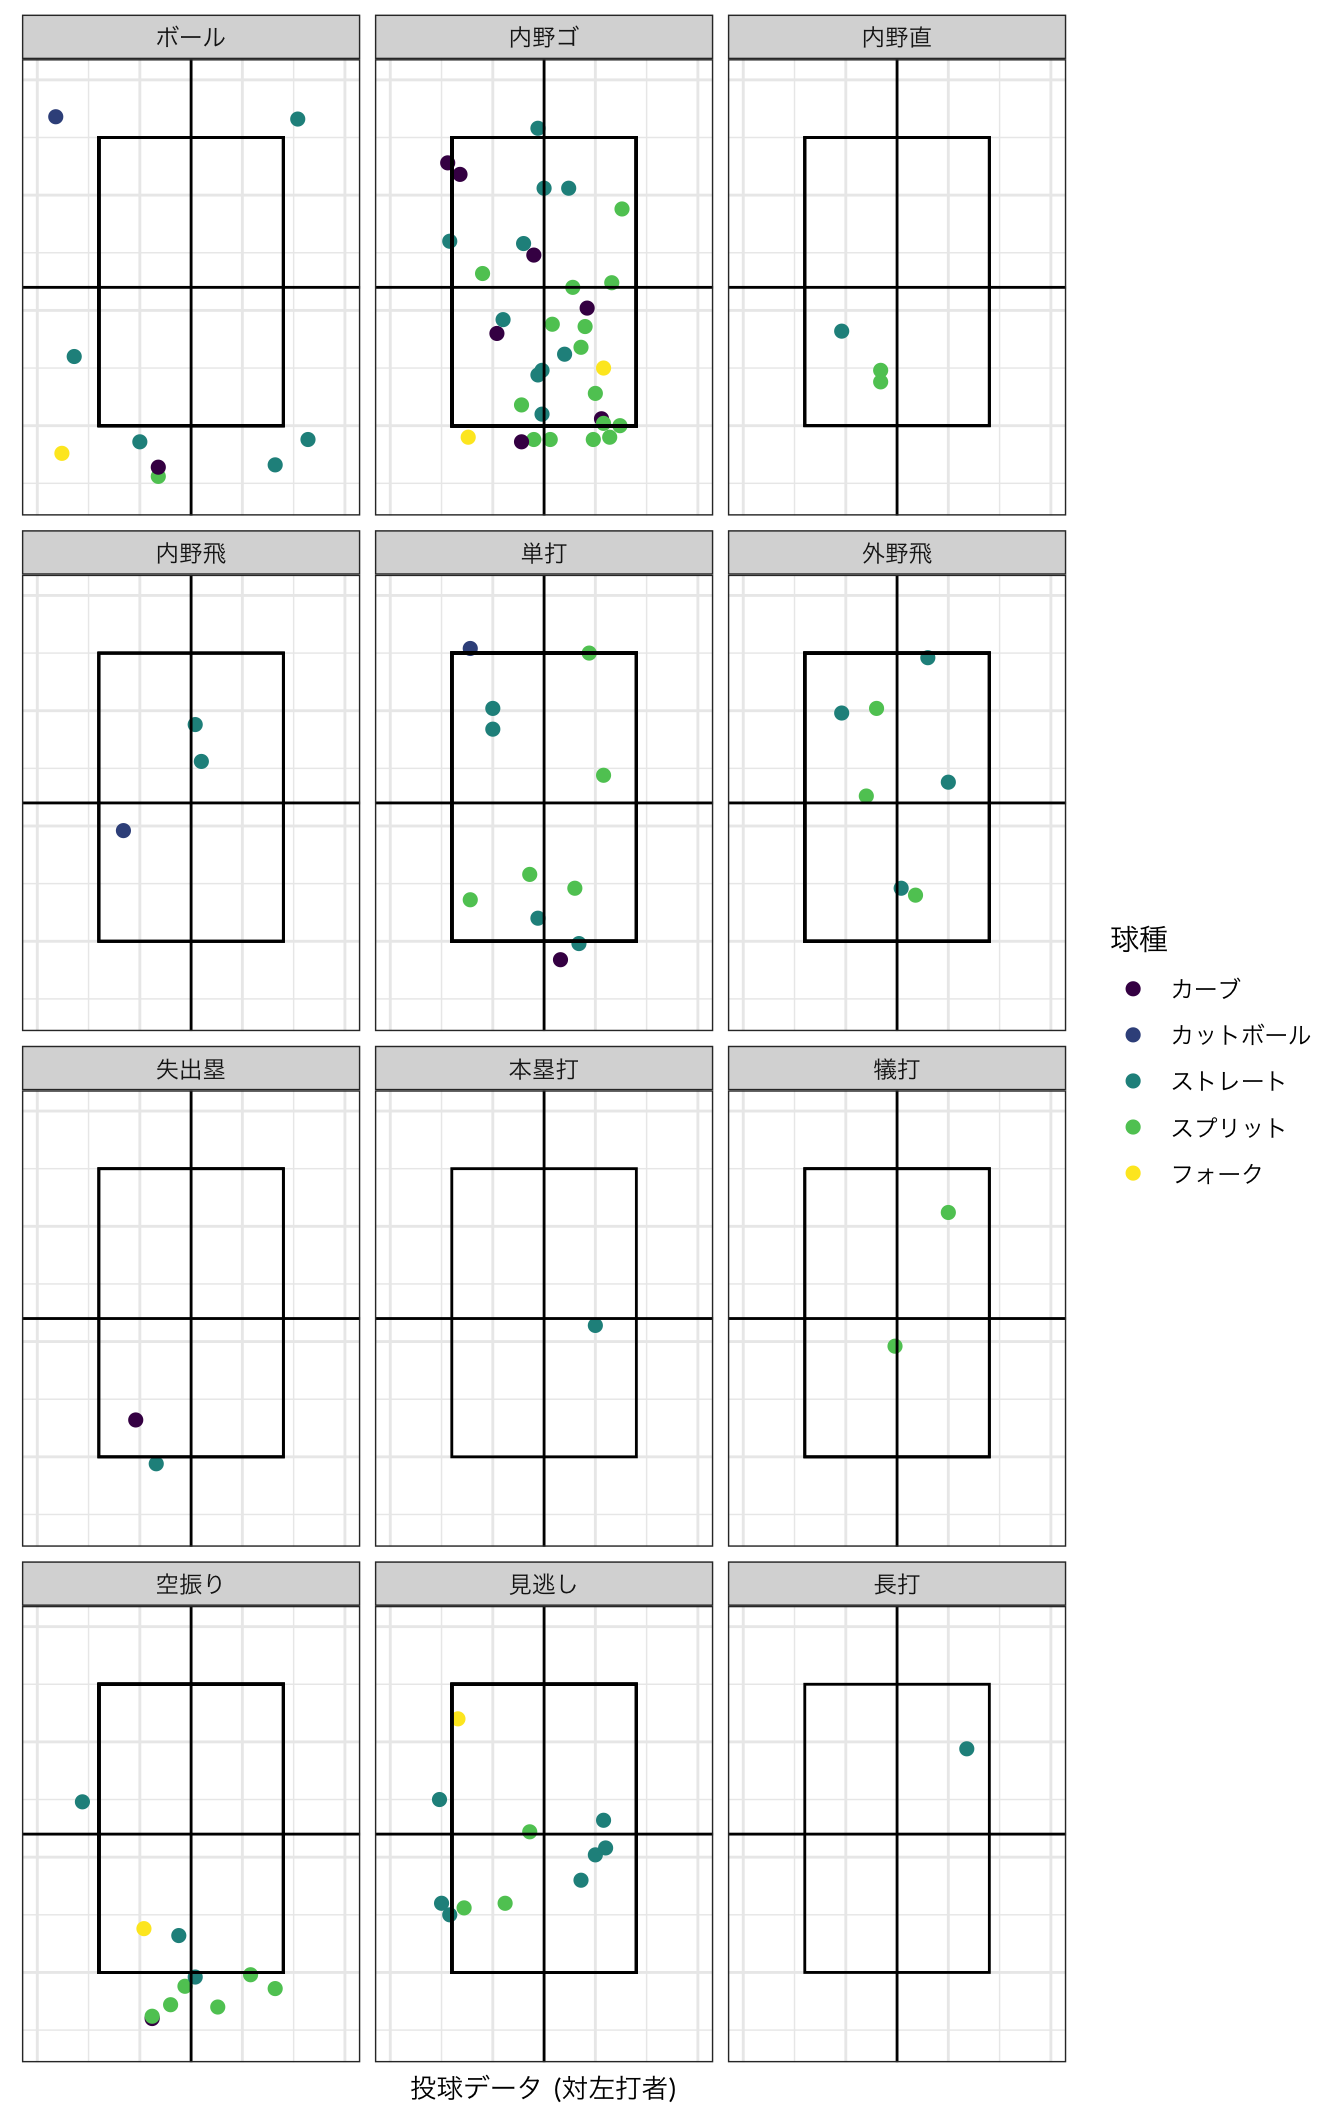 ボール
内野ゴ
内野直
内野飛
単打
外野飛
失出塁
本塁打
犠打
空振り
見逃し
長打
球種
カーブ
カットボール
ストレート
スプリット
フォーク
投球データ (対左打者)